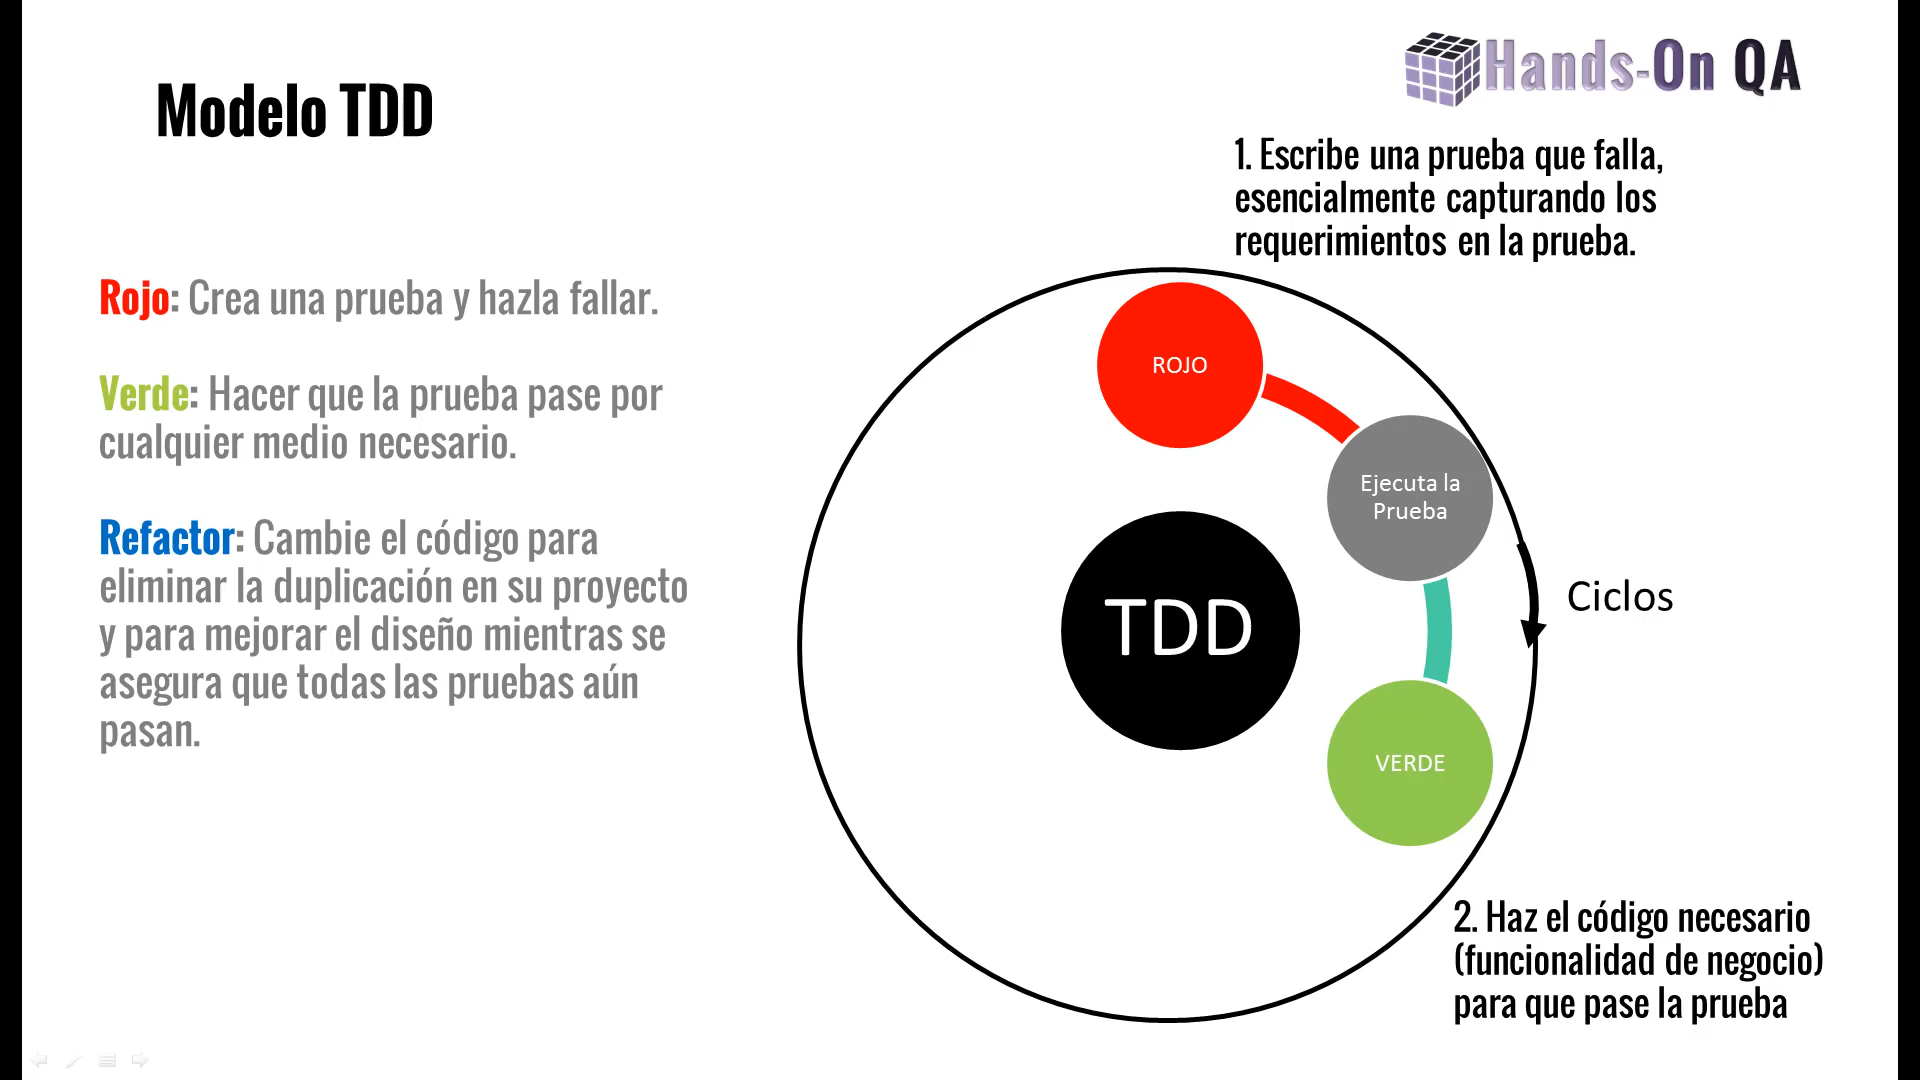 Hands-On QA
Modelo TDD
1. Escribe una prueba que falla,
esencialmente capturando los
requerimientos en la prueba.
Rojo: Crea una prueba y hazla fallar.
Verde: Hacer que la prueba pase por
cualquier medio necesario.
Refactor: Cambie el código para
eliminar la duplicación en su proyecto
y para mejorar el diseño mientras se
asegura que todas las pruebas aún
pasan.
ROJO
Ejecuta la
Prueba
TDD
Ciclos
VERDE
2. Haz el código necesario
(funcionalidad de negocio)
para que pase la prueba